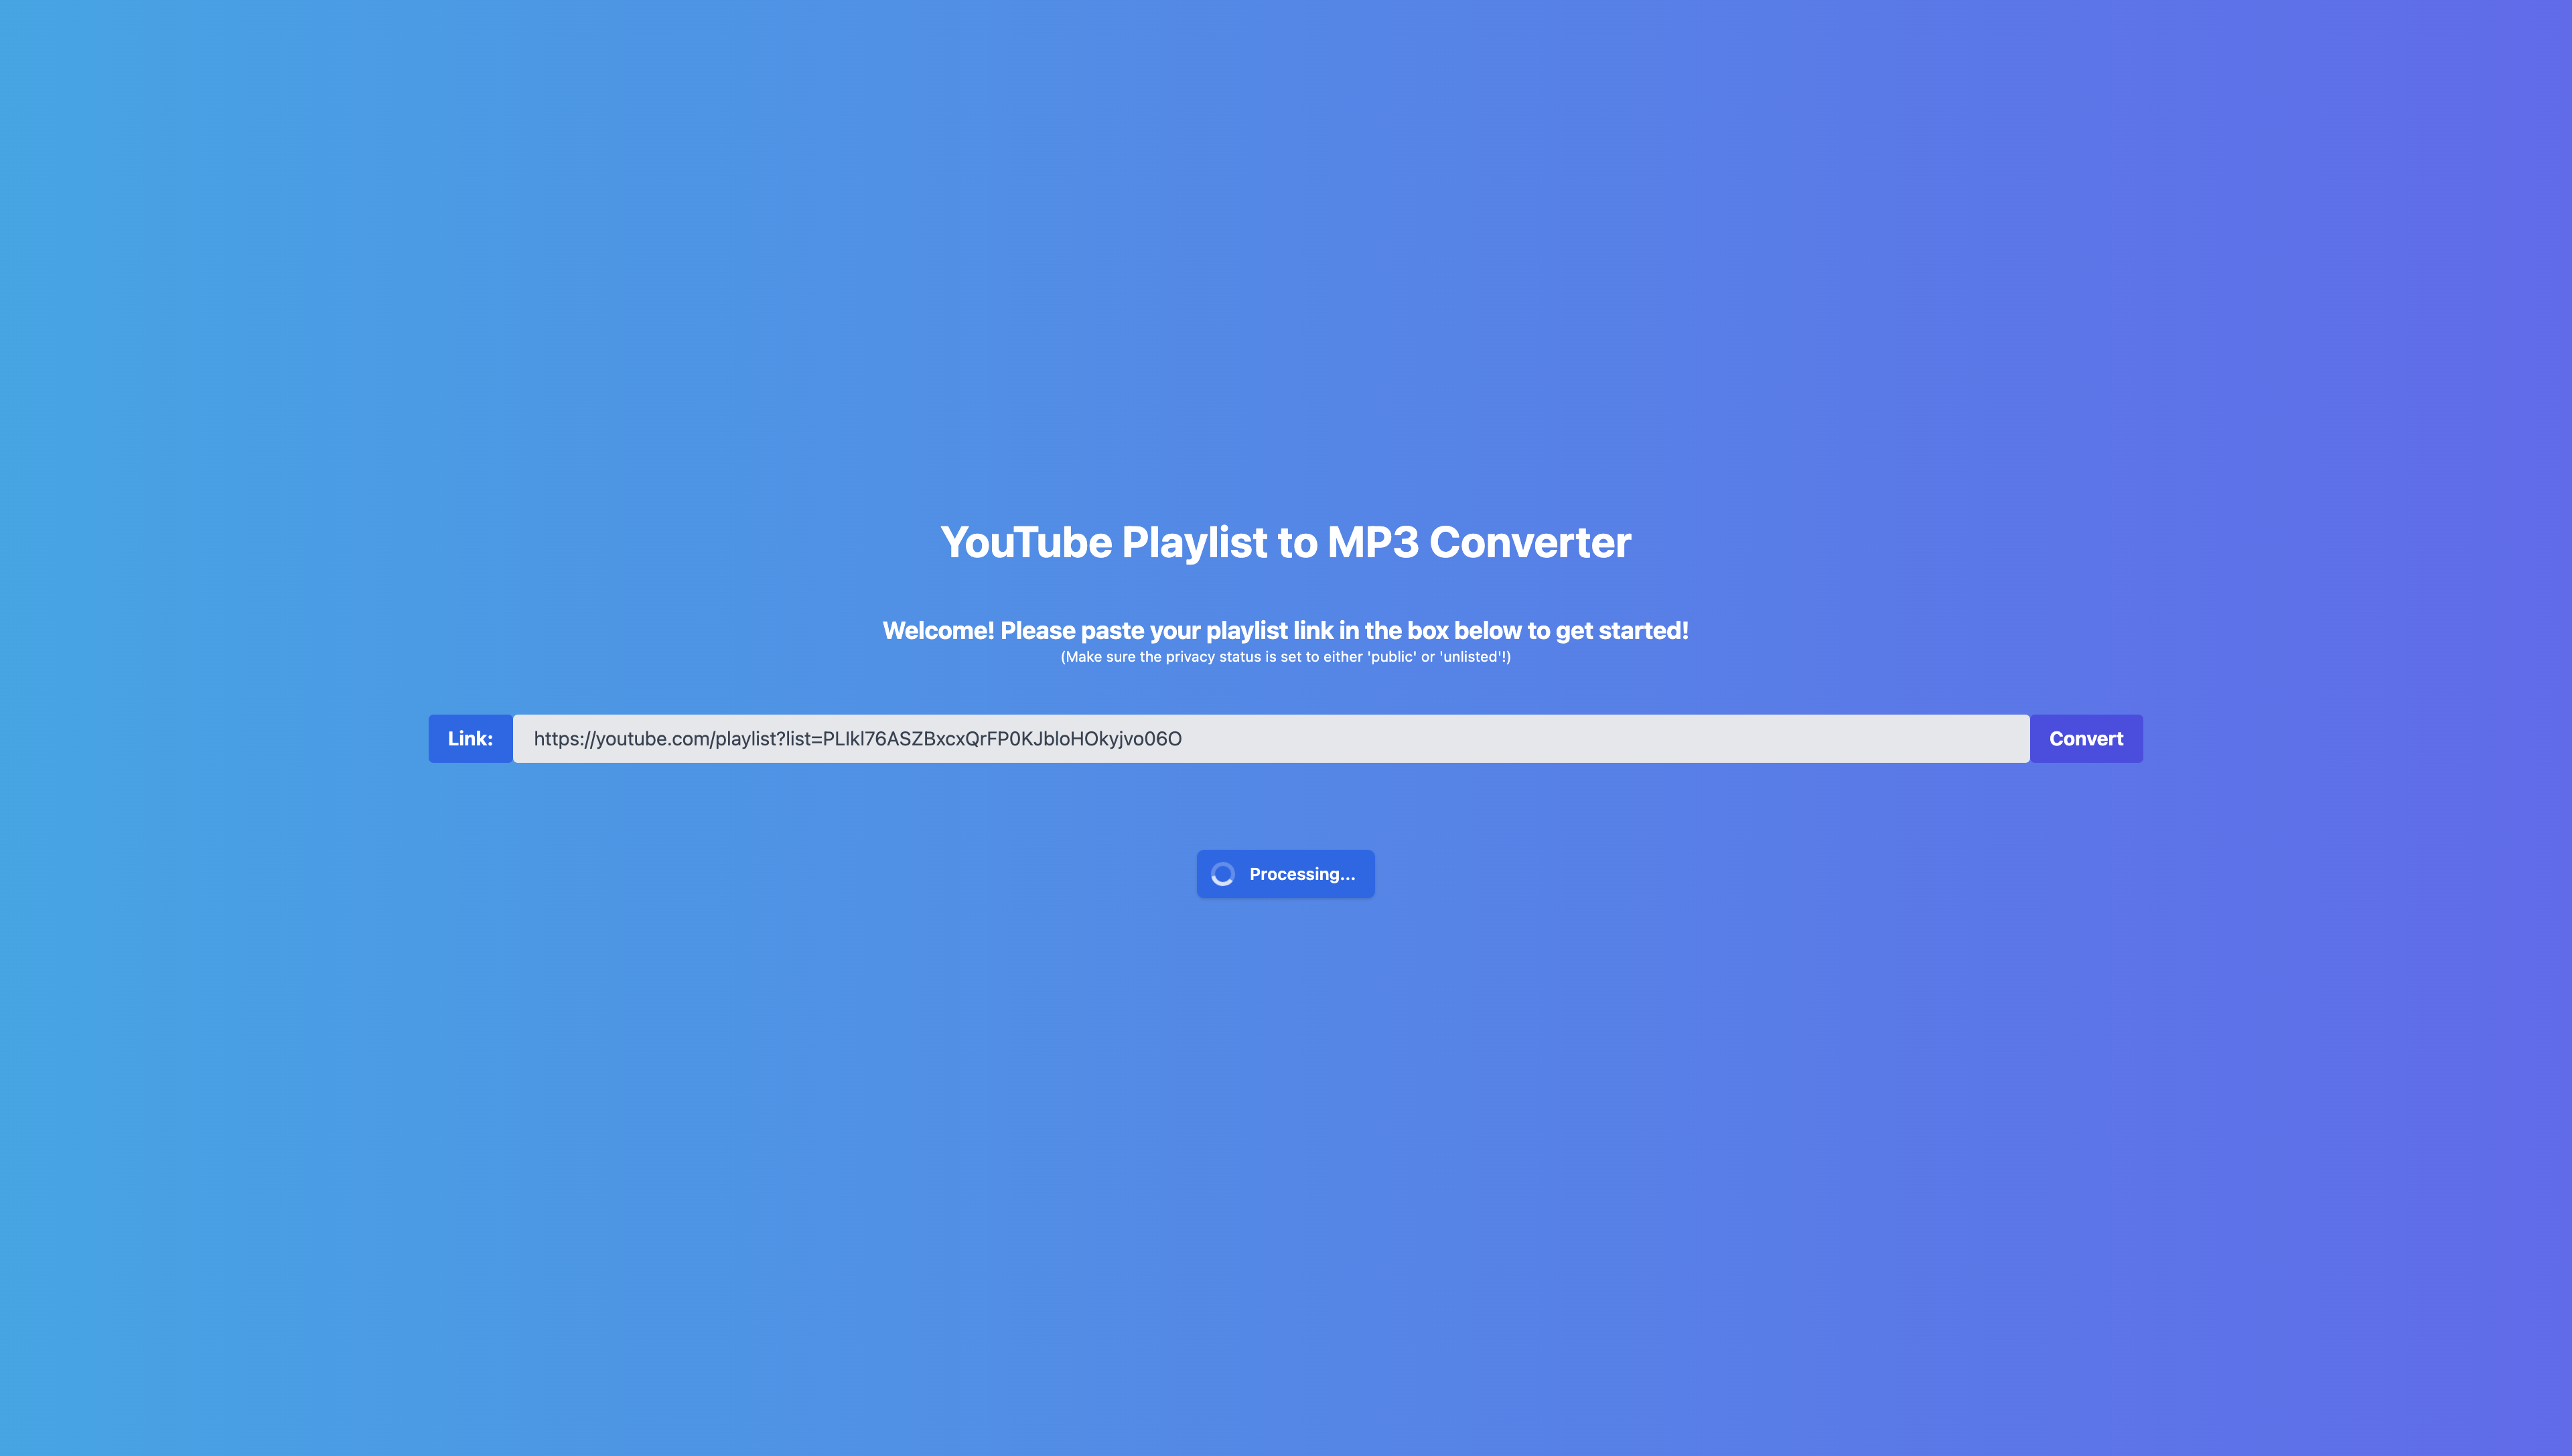 YouTube Playlist to MP3 Converter
Welcome! Please paste your playlist link in the box below to get started!
(Make sure the privacy status is set to either 'public' or 'unlisted'!)
Link: https://youtube.com/playlist?list=PLIkl76ASZBxcxQrFP0KJbloHOkyjvo06O Convert
Processing...